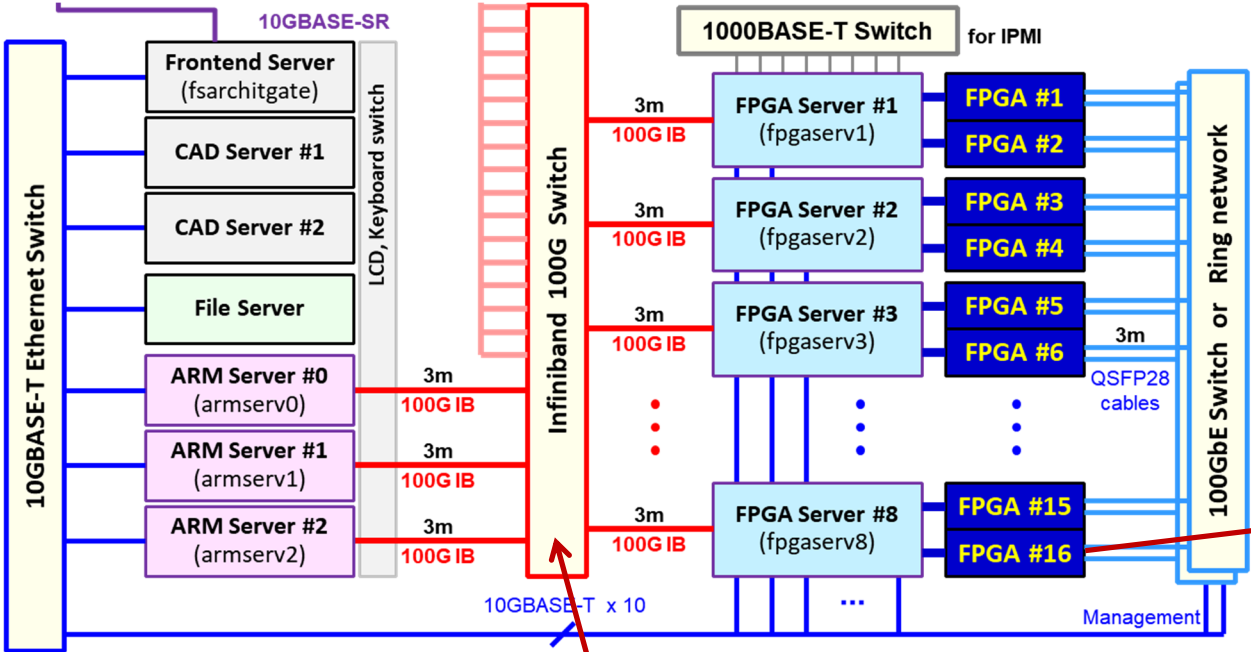 10GBASE-SR
10GBASE-T Ethernet Switch
Frontend Server
(fsarchitgate)
CAD Server #1
CAD Server #2
File Server
ARM Server #0
(armserv0)
ARM Server #1
(armserv1)
ARM Server #2
(armserv2)
LCD, Keyboard switch
3m
100G IB
3m
100G IB
3m
100G IB
Infiniband 100G Switch
1000BASE-T Switch
for IPMI
3m
100G IB
3m
100G IB
3m
100G IB
3m
100G IB
FPGA Server #1
(fpgaserv1)
FPGA Server #2
(fpgaserv2)
FPGA Server #3
(fpgaserv3)
FPGA Server #8
(fpgaserv8)
FPGA #1
FPGA #2
FPGA #3
FPGA #4
FPGA #5
FPGA #6
FPGA #15
FPGA #16
3m
QSFP28
cables
100GbE Switch or Ring network
10GBASE-T x 10
...
Management